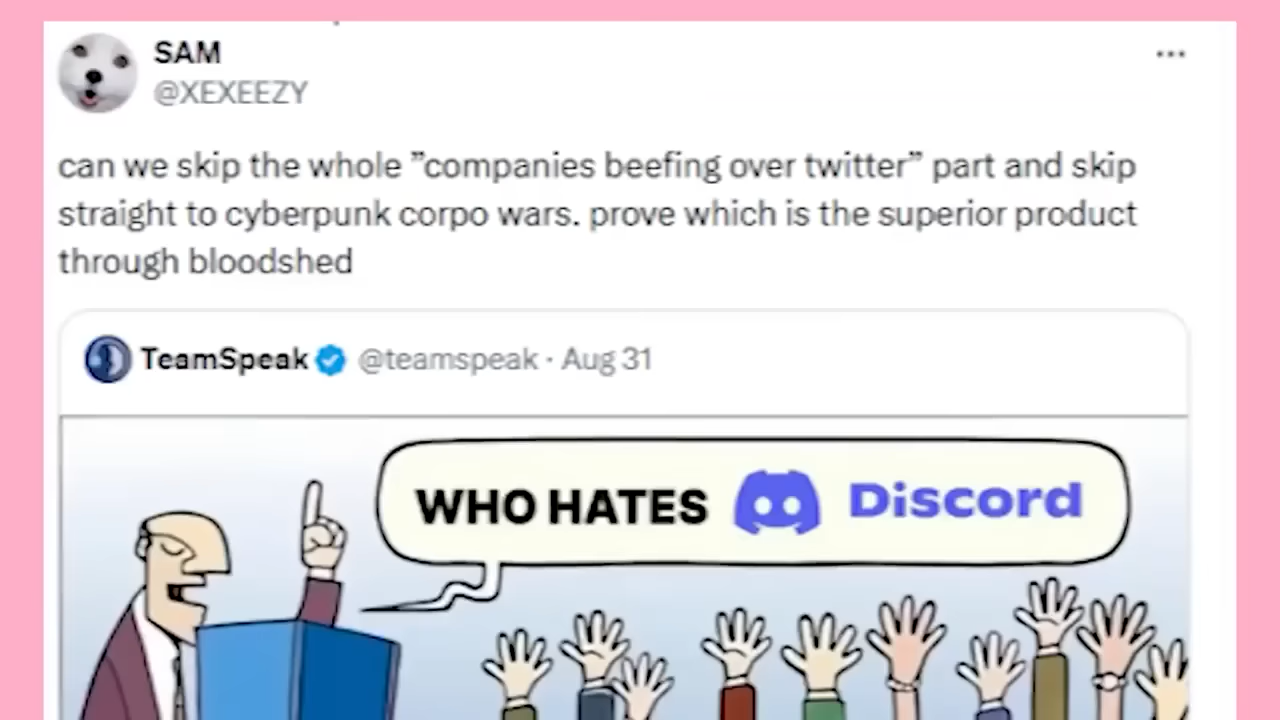 SAM
@XEXEEZY
can we skip the whole ”companies beefing over twitter” part and skip
straight to cyberpunk corpo wars. prove which is the superior product
through bloodshed
TeamSpeak @teamspeak · Aug 31
WHO HATES Discord